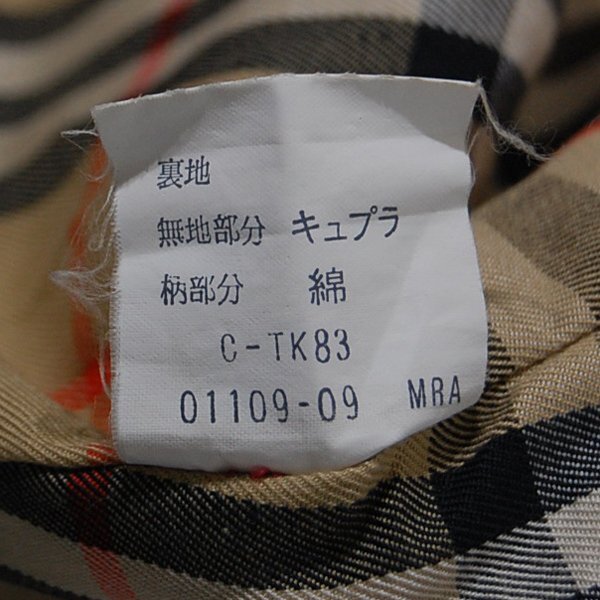 裏地
無地部分 キュプラ
柄部分 綿
C-TK83
01109-09 MRA